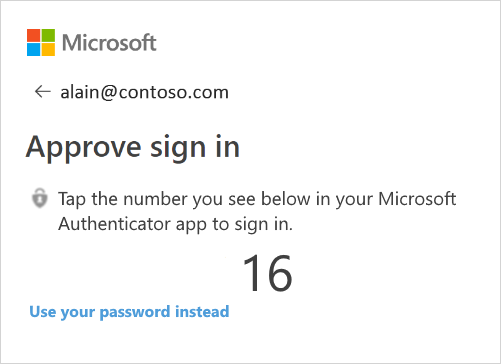 Microsoft
alain@contoso.com
Approve sign in
Tap the number you see below in your Microsoft
Authenticator app to sign in.
16
Use your password instead